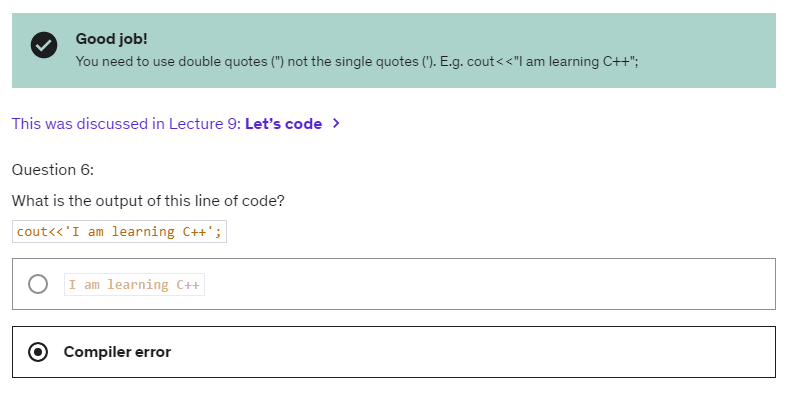 Good job!
You need to use double quotes (") not the single quotes ('). E.g. cout<<"I am learning C++";
This was discussed in Lecture 9: Let's code >
Question 6:
What is the output of this line of code?
cout<<'I am learning C++';
I am learning C++
Compiler error